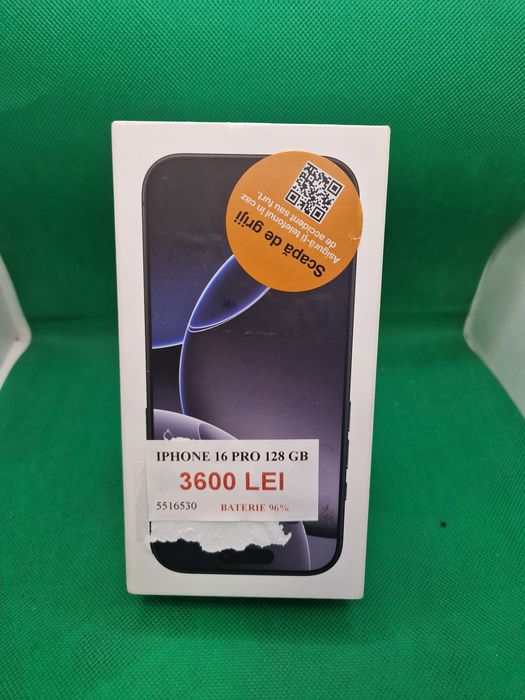 Scapă de griji
Asigură-ți telefonul în caz
de accident sau furt.
IPHONE 16 PRO 128 GB
3600 LEI
5516530 BATERIE 96%